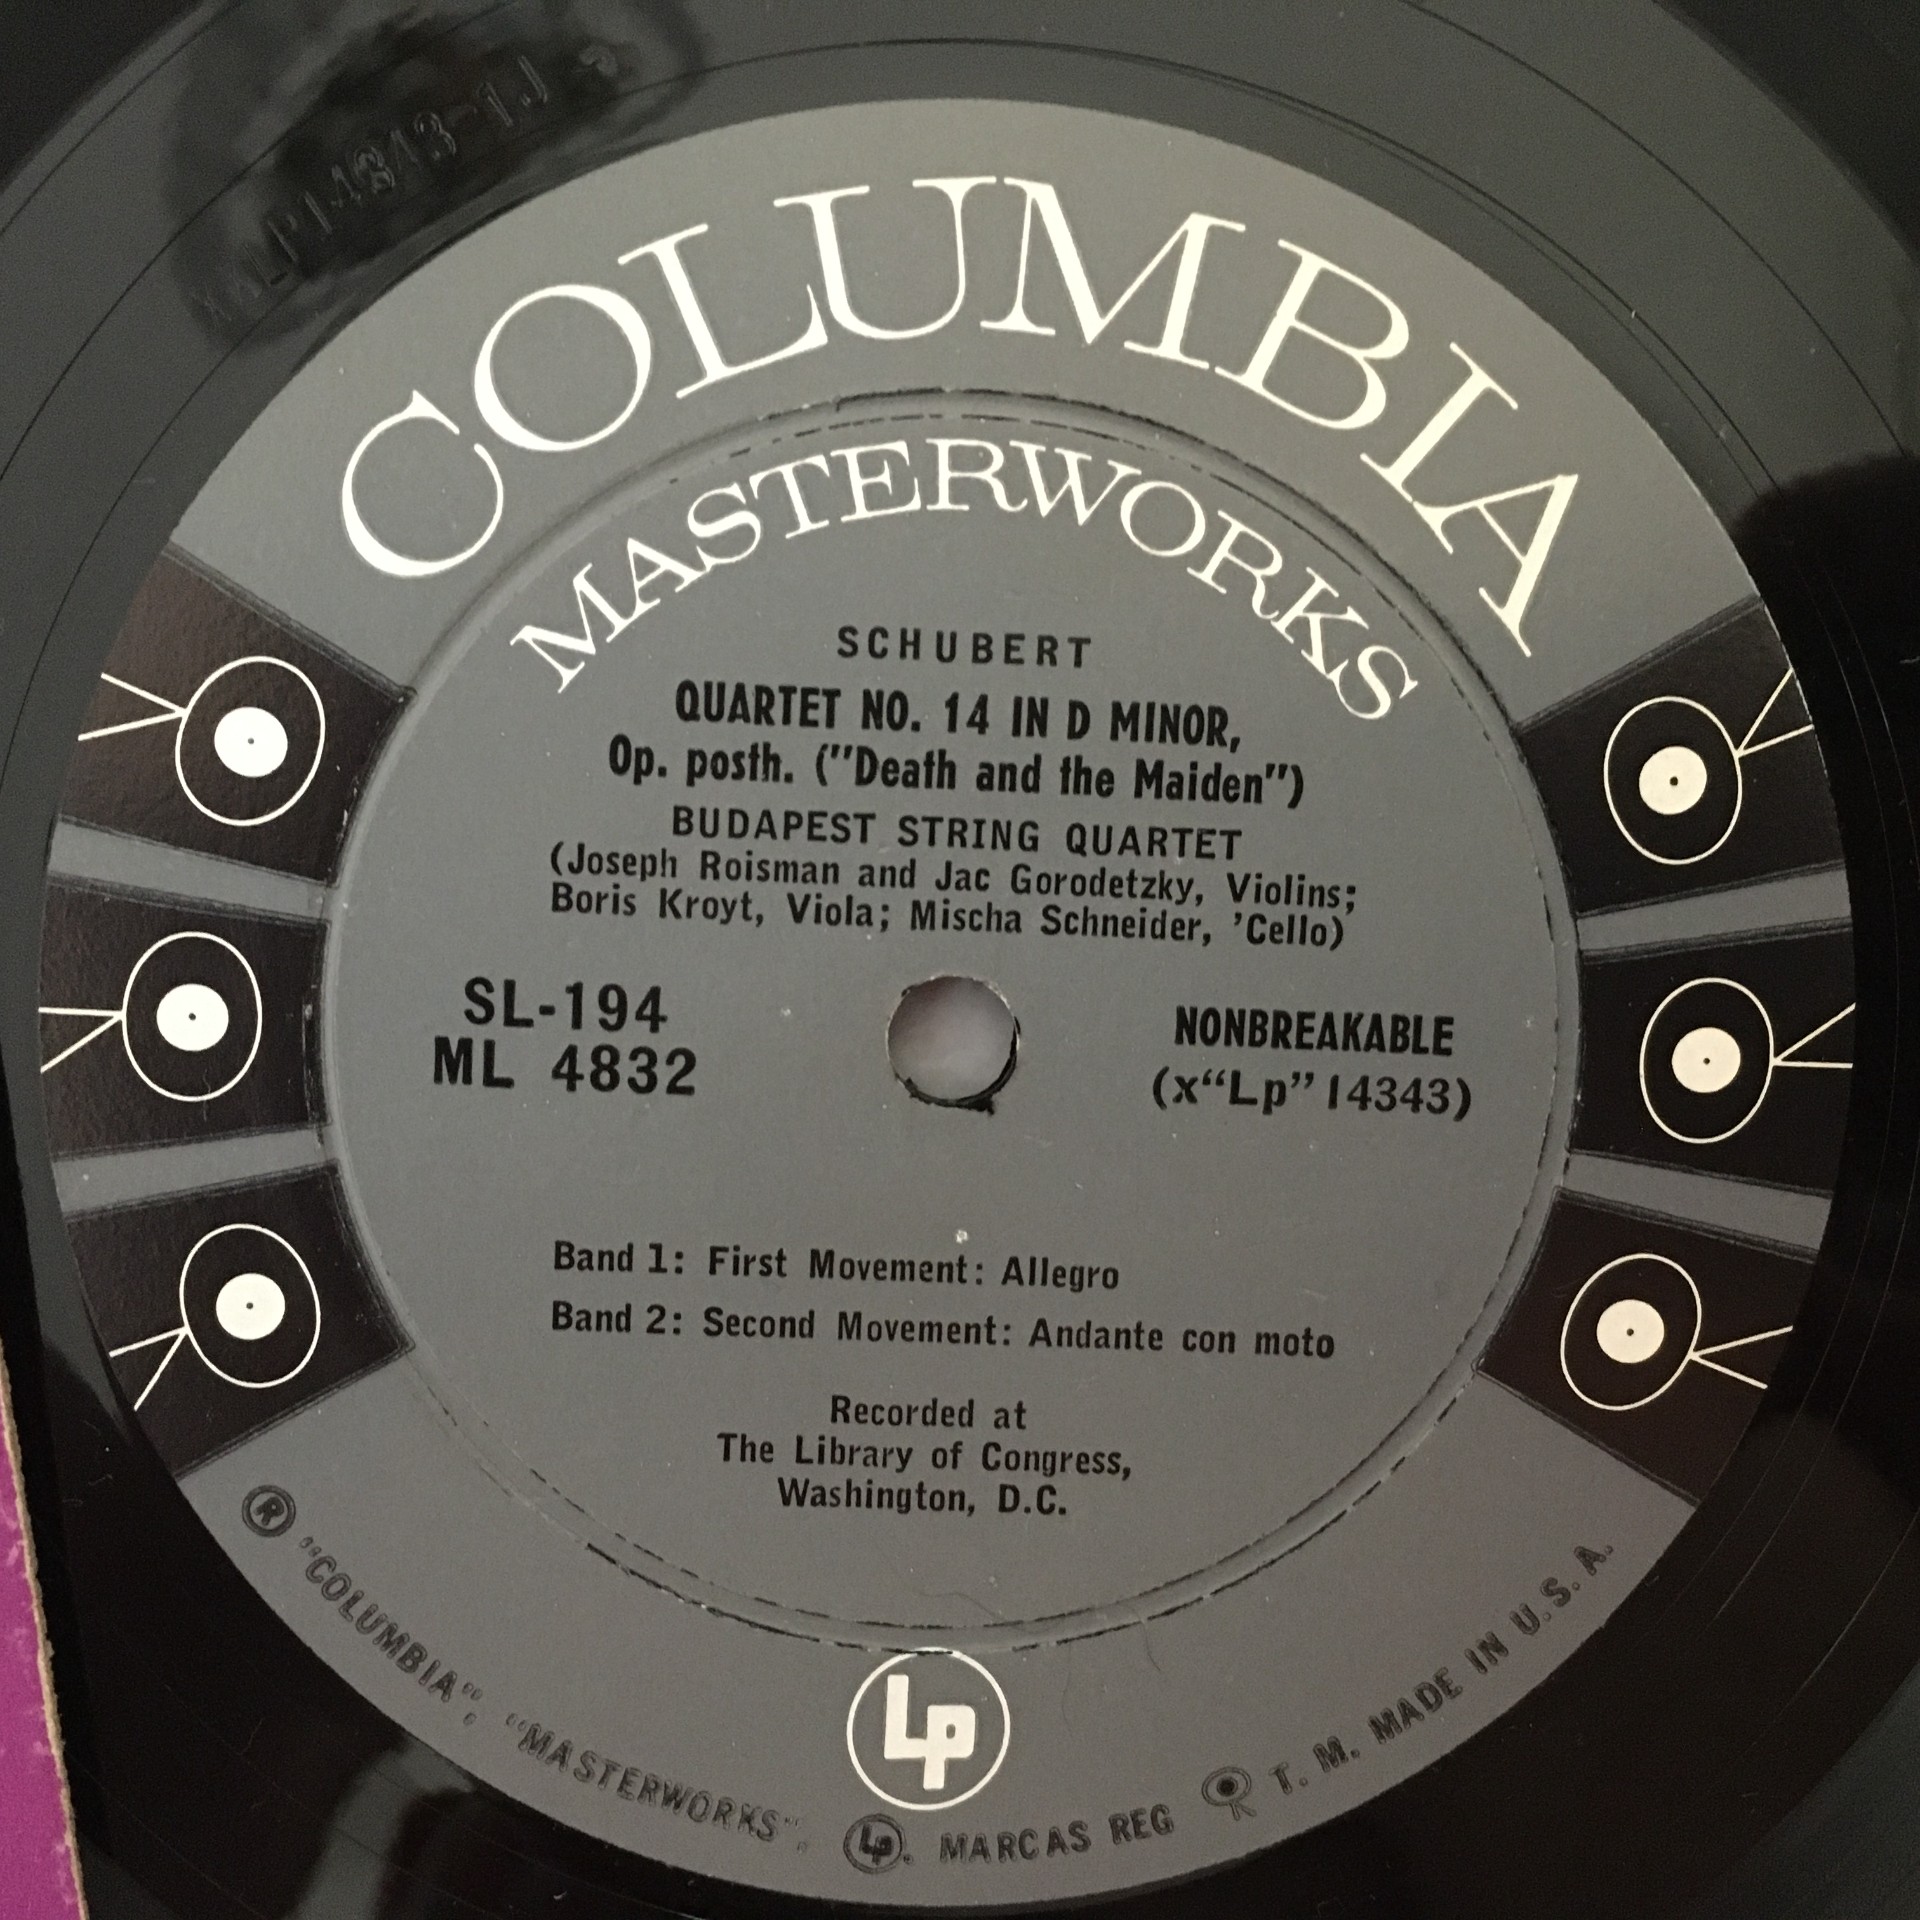 COLUMBIA
MASTERWORKS
SCHUBERT
QUARTET NO. 14 IN D MINOR,
Op. posth. ("Death and the Maiden")
BUDAPEST STRING QUARTET
(Joseph Roisman and Jac Gorodetzky, Violins;
Boris Kroyt, Viola; Mischa Schneider, 'Cello)
SL-194
ML 4832
NONBREAKABLE
(x“Lp” 14343)
Band 1: First Movement: Allegro
Band 2: Second Movement: Andante con moto
Recorded at
The Library of Congress,
Washington, D.C.
Lp
® "COLUMBIA", "MASTERWORKS", Lp. MARCAS REG T. M. MADE IN U.S.A.